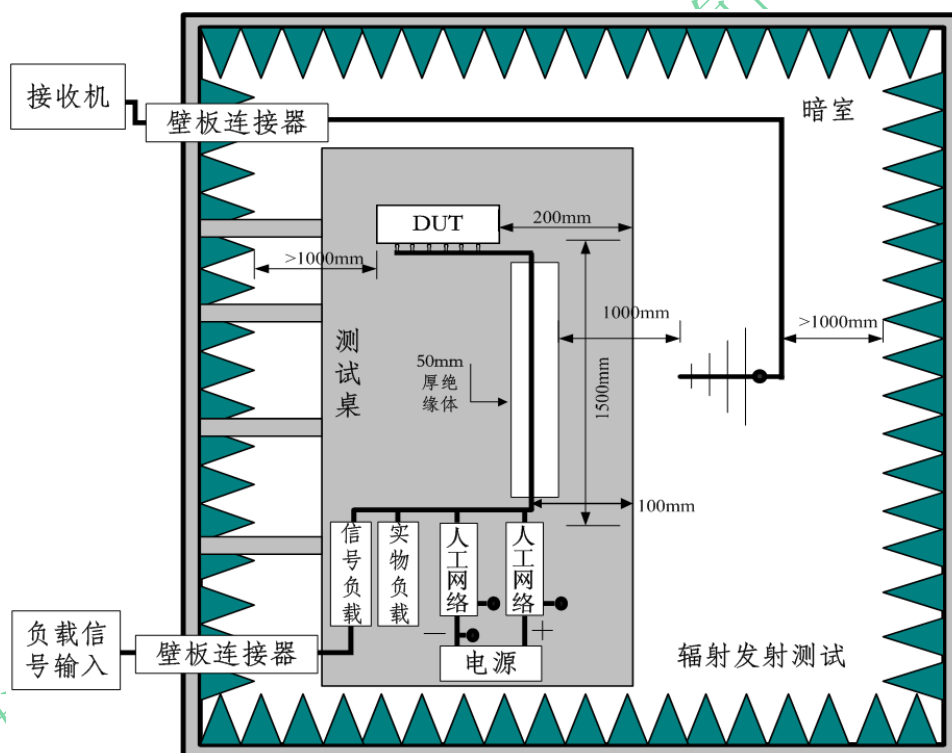 接收机
壁板连接器
暗室
DUT
200mm
>1000mm
1000mm
>1000mm
测试桌
50mm
厚绝
缘体
1500mm
100mm
信号负载
实物负载
人工网络
人工网络
—
+
电源
负载信
号输入
壁板连接器
辐射发射测试